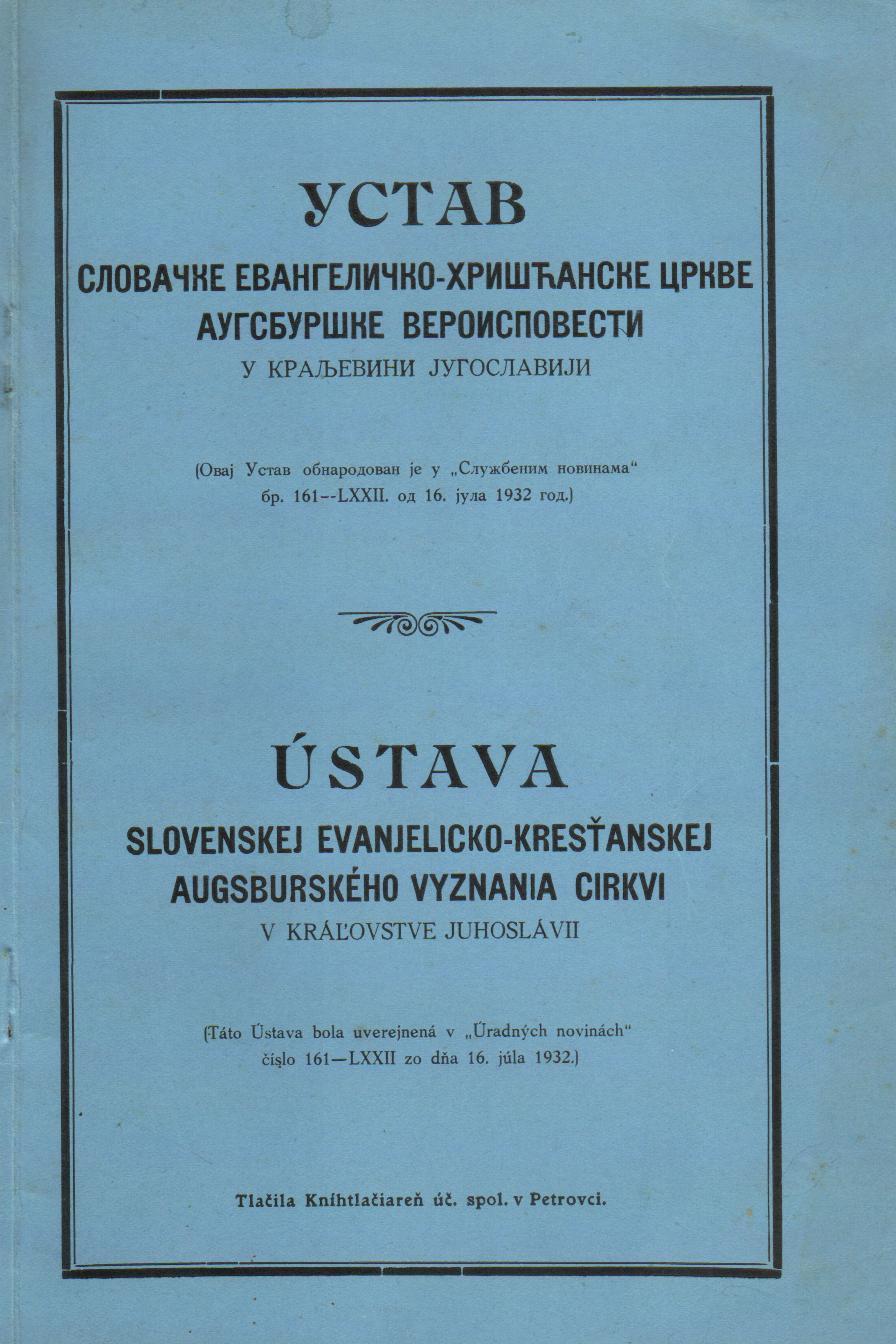 УСТАВ
СЛОВАЧКЕ ЕВАНГЕЛИЧКО-ХРИШЋАНСКЕ ЦРКВЕ
АУГСБУРШКЕ ВЕРОИСПОВЕСТИ
У КРАЉЕВИНИ ЈУГОСЛАВИЈИ
(Овај Устав обнародован је у „Службеним новинама“
бр. 161--LXXII. од 16. јула 1932 год.)
ÚSTAVA
SLOVENSKEJ EVANJELICKO-KRESŤANSKEJ
AUGSBURSKÉHO VYZNANIA CIRKVI
V KRÁĽOVSTVE JUHOSLÁVII
(Táto Ústava bola uverejnená v „Úradných novinách“
číslo 161—LXXII zo dňa 16. júla 1932.)
Tlačila Kníhtlačiareň úč. spol. v Petrovci.